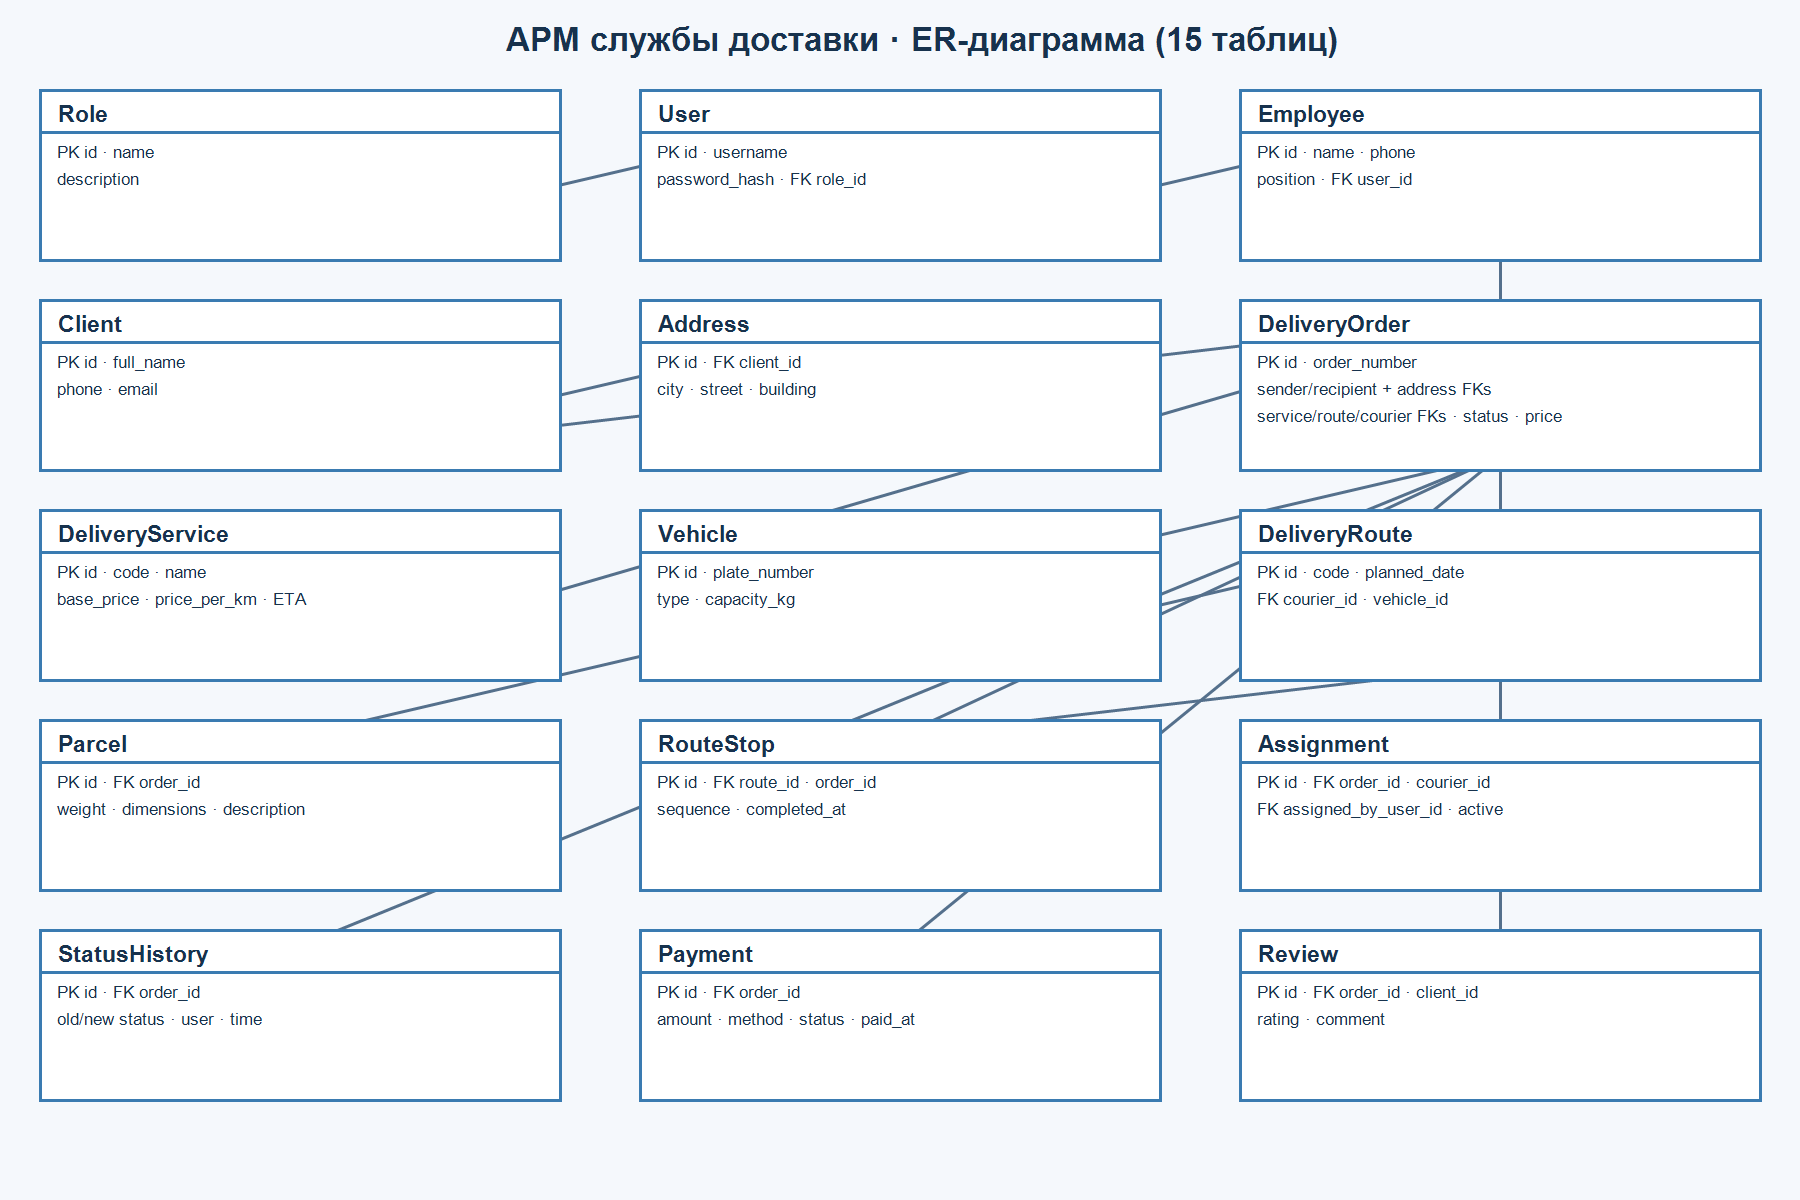 АРМ службы доставки · ER-диаграмма (15 таблиц)
Role
PK id · name
description
User
PK id · username
password_hash · FK role_id
Employee
PK id · name · phone
position · FK user_id
Client
PK id · full_name
phone · email
Address
PK id · FK client_id
city · street · building
DeliveryOrder
PK id · order_number
sender/recipient + address FKs
service/route/courier FKs · status · price
DeliveryService
PK id · code · name
base_price · price_per_km · ETA
Vehicle
PK id · plate_number
type · capacity_kg
DeliveryRoute
PK id · code · planned_date
FK courier_id · vehicle_id
Parcel
PK id · FK order_id
weight · dimensions · description
RouteStop
PK id · FK route_id · order_id
sequence · completed_at
Assignment
PK id · FK order_id · courier_id
FK assigned_by_user_id · active
StatusHistory
PK id · FK order_id
old/new status · user · time
Payment
PK id · FK order_id
amount · method · status · paid_at
Review
PK id · FK order_id · client_id
rating · comment